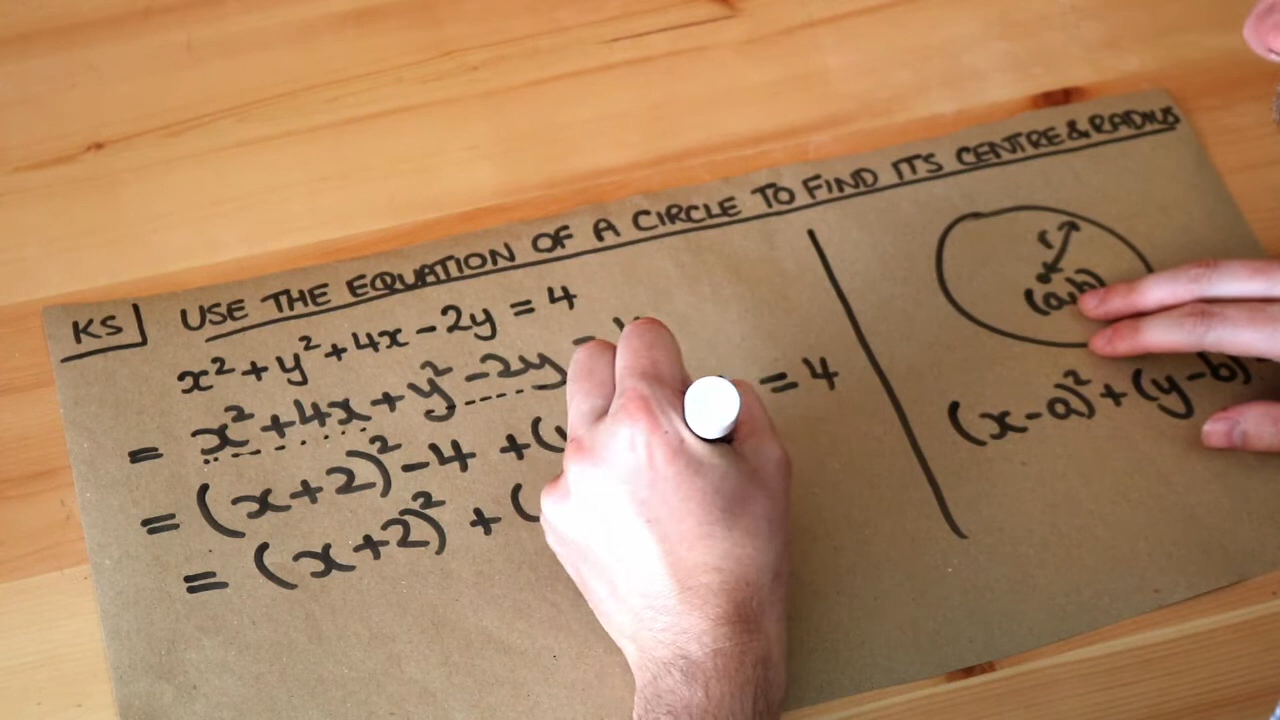 KS USE THE EQUATION OF A CIRCLE TO FIND ITS CENTRE & RADIUS
x² + y² + 4x - 2y = 4
= x² + 4x + y² - 2y =
= (x+2)² - 4 + ( = 4
= (x+2)² + (
r
(a,b)
(x-a)² + (y-b)